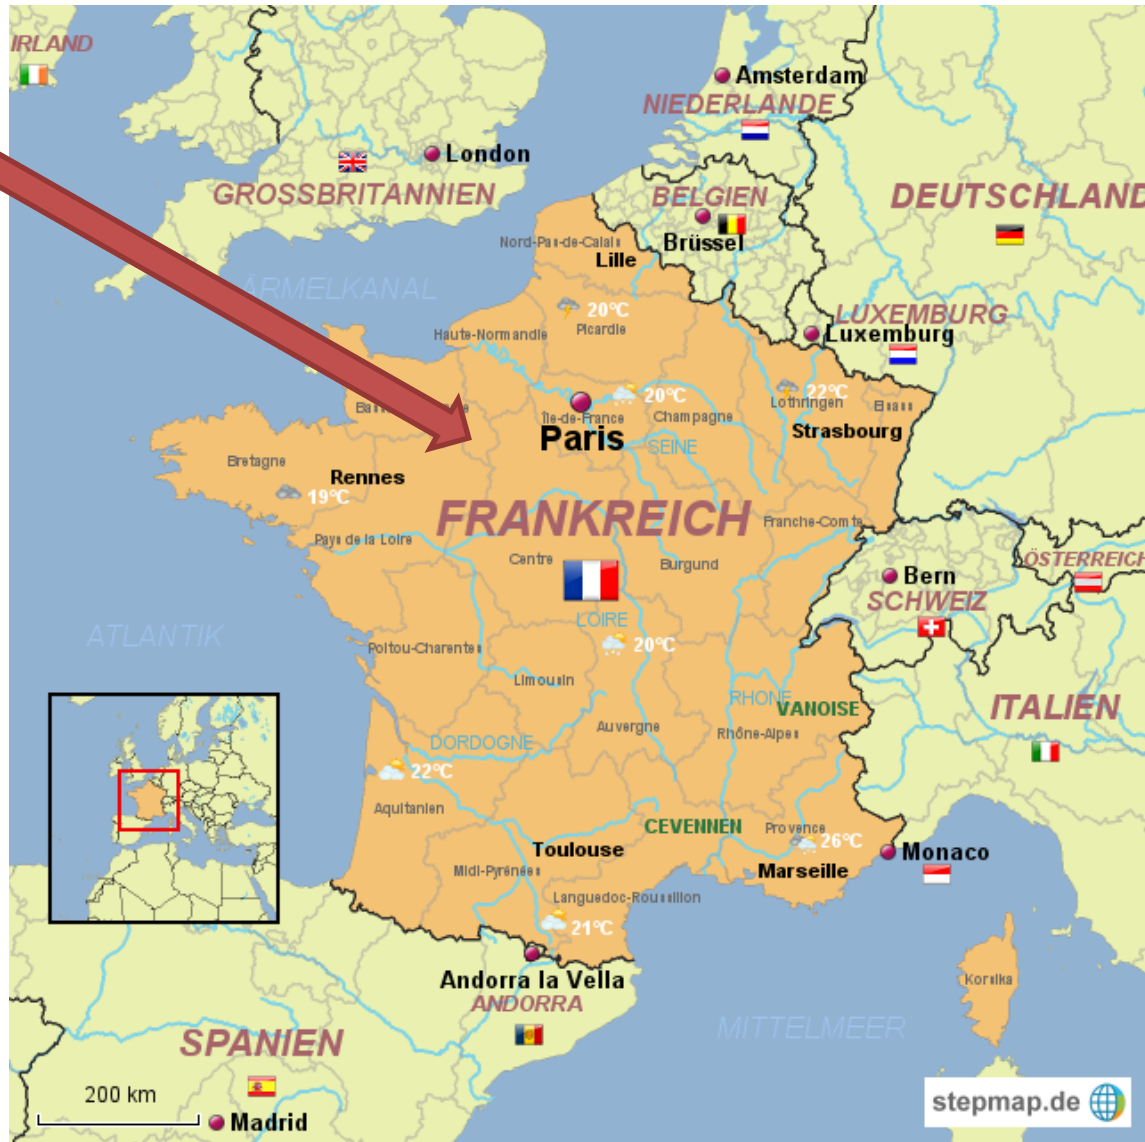 IRLAND
Amsterdam
NIEDERLANDE
London
GROSSBRITANNIEN
BELGIEN
DEUTSCHLAND
Brüssel
Nord-Pas-de-Calais
Lille
ÄRMELKANAL
20°C
Picardie
LUXEMBURG
Luxemburg
Haute-Normandie
20°C
22°C
Lothringen
Elsass
Île-de-France
Champagne
Paris
Strasbourg
SEINE
Bretagne
Rennes
19°C
FRANKREICH
Franche-Comte
Pays de la Loire
Centre
Burgund
ÖSTERREICH
Bern
SCHWEIZ
LOIRE
ATLANTIK
20°C
Poitou-Charentes
Limousin
RHONE
VANOISE
ITALIEN
Auvergne
Rhône-Alpes
DORDOGNE
22°C
Aquitanien
CEVENNEN
Provence
26°C
Toulouse
Monaco
Midi-Pyrénées
Marseille
Languedoc-Roussillon
21°C
Andorra la Vella
ANDORRA
Korsika
MITTELMEER
SPANIEN
200 km
Madrid
stepmap.de